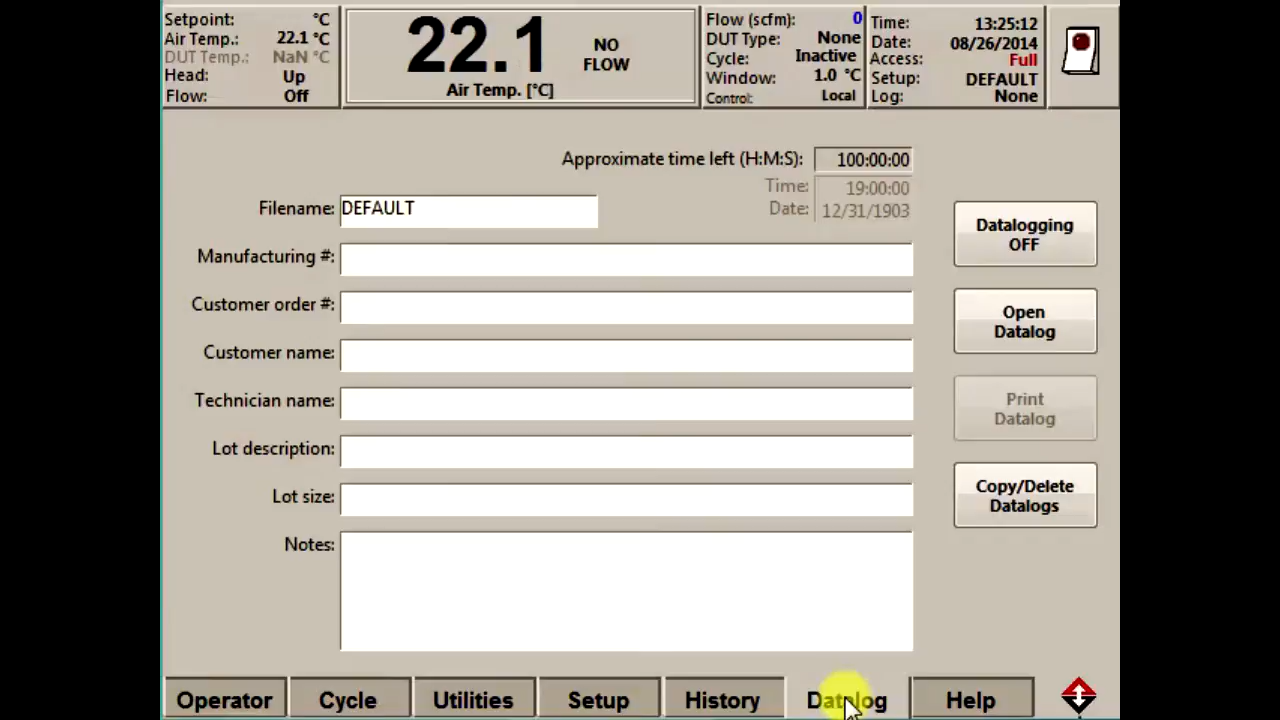 Setpoint: °C
Air Temp.: 22.1 °C
DUT Temp.: NaN °C
Head: Up
Flow: Off
22.1
Air Temp. [°C]
NO
FLOW
Flow (scfm): 0
DUT Type: None
Cycle: Inactive
Window: 1.0 °C
Control: Local
Time: 13:25:12
Date: 08/26/2014
Access: Full
Setup: DEFAULT
Log: None
Approximate time left (H:M:S): 100:00:00
Time: 19:00:00
Date: 12/31/1903
Filename: DEFAULT
Manufacturing #:
Customer order #:
Customer name:
Technician name:
Lot description:
Lot size:
Notes:
Datalogging
OFF
Open
Datalog
Print
Datalog
Copy/Delete
Datalogs
Operator Cycle Utilities Setup History Datalog Help